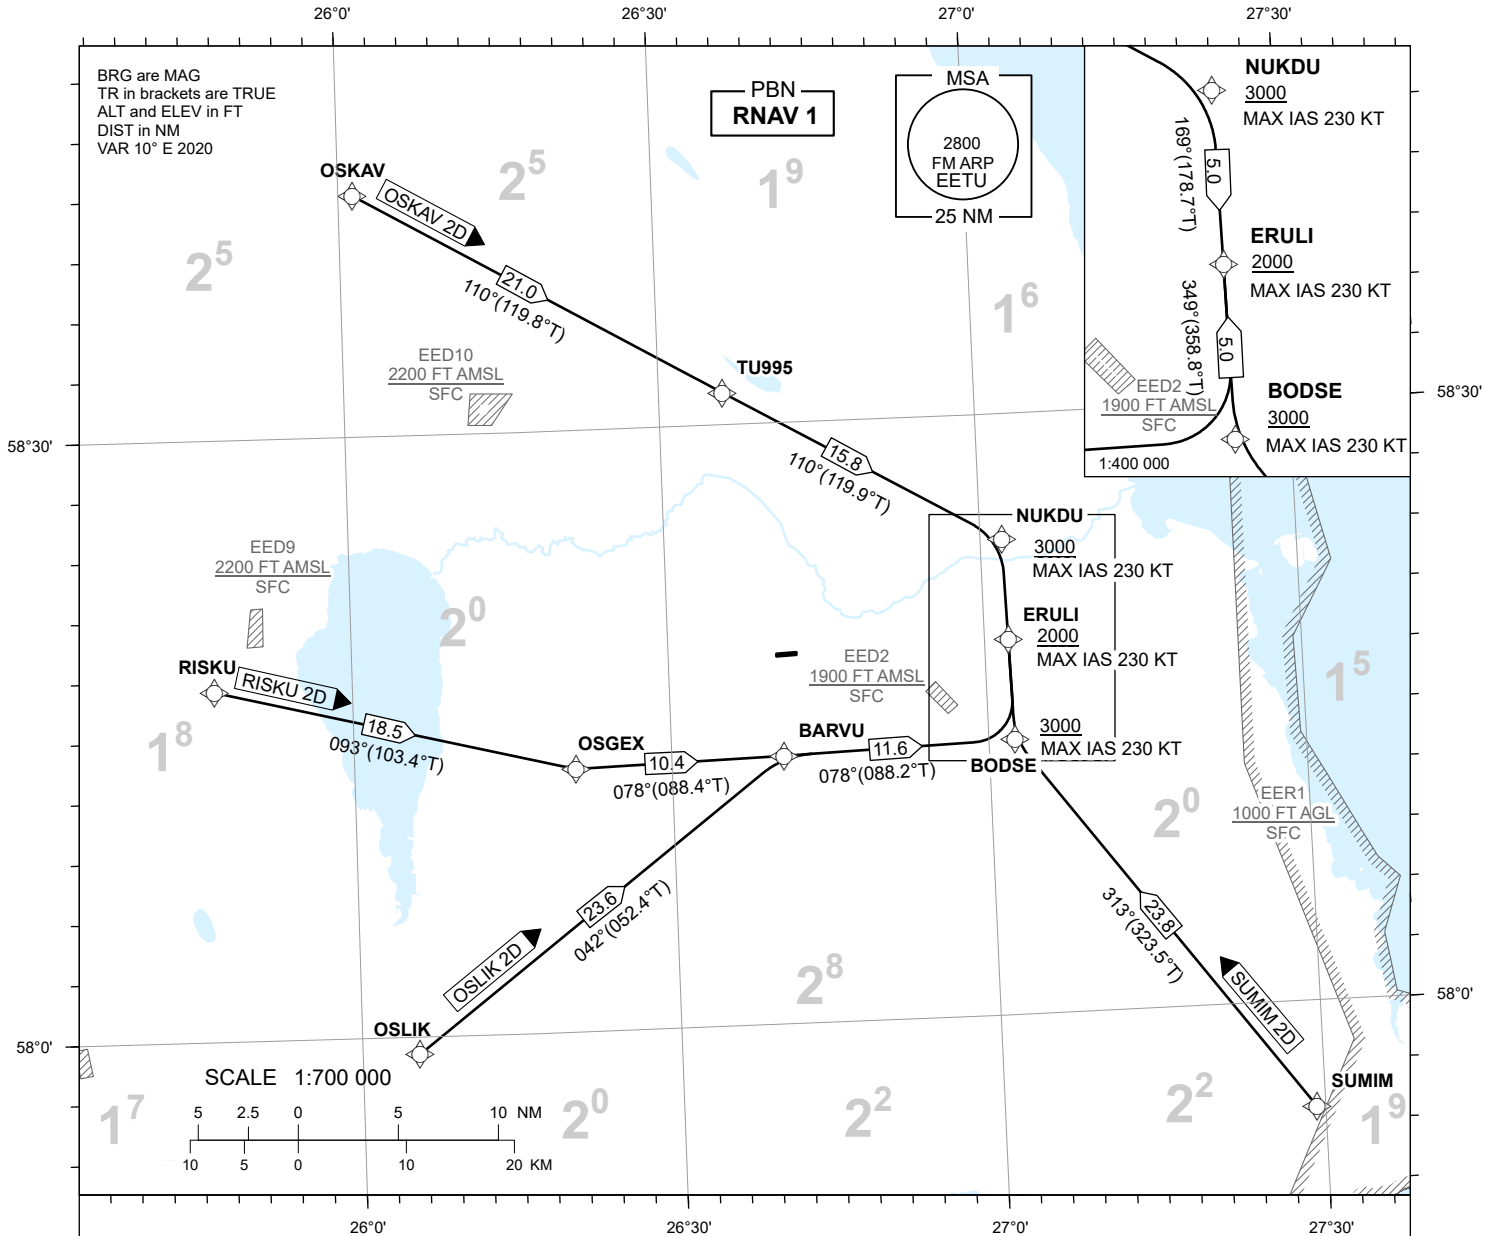 26°0'
26°30'
27°0'
27°30'
BRG are MAG
TR in brackets are TRUE
ALT and ELEV in FT
DIST in NM
VAR 10° E 2020
PBN
RNAV 1
MSA
2800
FM ARP
EETU
25 NM
NUKDU
3000
MAX IAS 230 KT
169°(178.7°T)
5.0
ERULI
2000
MAX IAS 230 KT
349°(358.8°T)
5.0
BODSE
3000
MAX IAS 230 KT
EED2
1900 FT AMSL
SFC
1:400 000
OSKAV
OSKAV 2D
21.0
110°(119.8°T)
2⁵
1⁹
2⁵
1⁶
EED10
2200 FT AMSL
SFC
TU995
58°30'
58°30'
15.8
110°(119.9°T)
NUKDU
3000
MAX IAS 230 KT
EED9
2200 FT AMSL
SFC
2⁰
ERULI
2000
MAX IAS 230 KT
EED2
1900 FT AMSL
SFC
1⁵
RISKU
RISKU 2D
18.5
093°(103.4°T)
1⁸
OSGEX
10.4
078°(088.4°T)
BARVU
11.6
078°(088.2°T)
3000
MAX IAS 230 KT
BODSE
2⁰
EER1
1000 FT AGL
SFC
23.6
042°(052.4°T)
OSLIK 2D
OSLIK
2⁸
23.8
313°(323.5°T)
SUMIM 2D
SUMIM
58°0'
58°0'
SCALE 1:700 000
5 2.5 0 5 10 NM
10 5 0 10 20 KM
1⁷
2⁰
2²
2²
1⁹
26°0'
26°30'
27°0'
27°30'